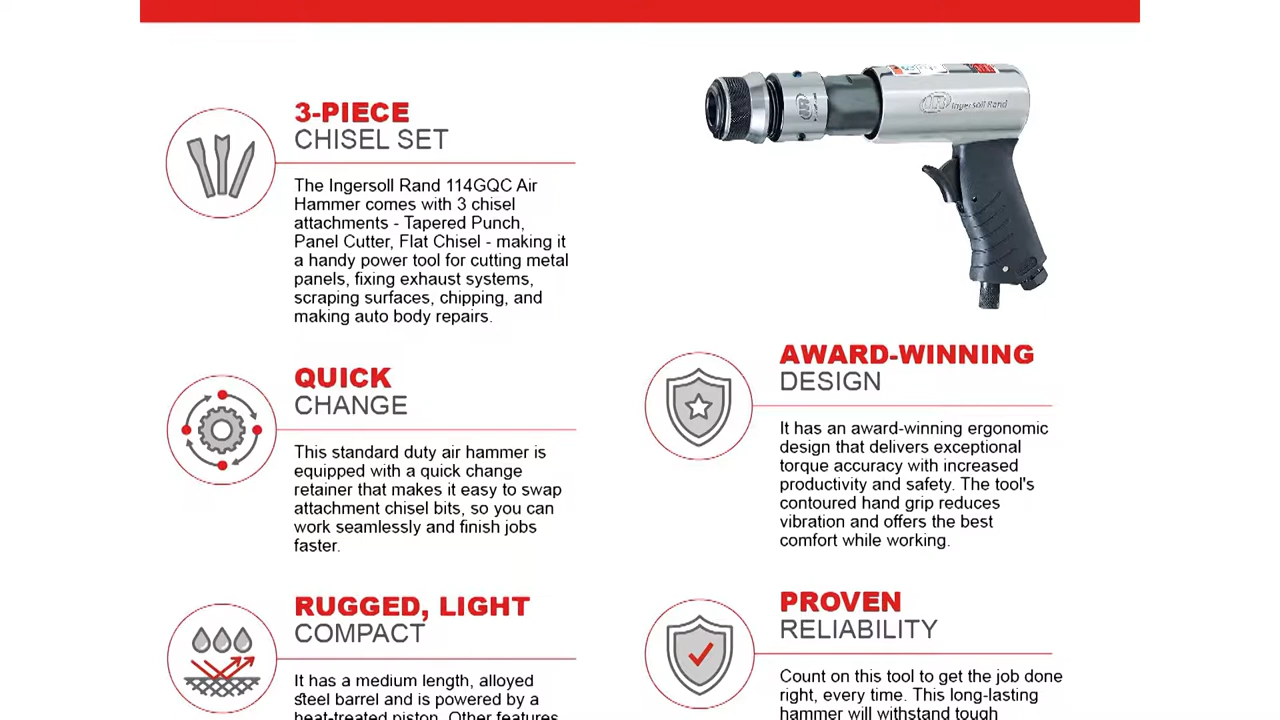 3-PIECE
CHISEL SET
The Ingersoll Rand 114GQC Air
Hammer comes with 3 chisel
attachments - Tapered Punch,
Panel Cutter, Flat Chisel - making it
a handy power tool for cutting metal
panels, fixing exhaust systems,
scraping surfaces, chipping, and
making auto body repairs.
QUICK
CHANGE
This standard duty air hammer is
equipped with a quick change
retainer that makes it easy to swap
attachment chisel bits, so you can
work seamlessly and finish jobs
faster.
RUGGED, LIGHT
COMPACT
It has a medium length, alloyed
steel barrel and is powered by a
heat-treated piston. Other features
IR Ingersoll Rand
AWARD-WINNING
DESIGN
It has an award-winning ergonomic
design that delivers exceptional
torque accuracy with increased
productivity and safety. The tool's
contoured hand grip reduces
vibration and offers the best
comfort while working.
PROVEN
RELIABILITY
Count on this tool to get the job done
right, every time. This long-lasting
hammer will withstand tough